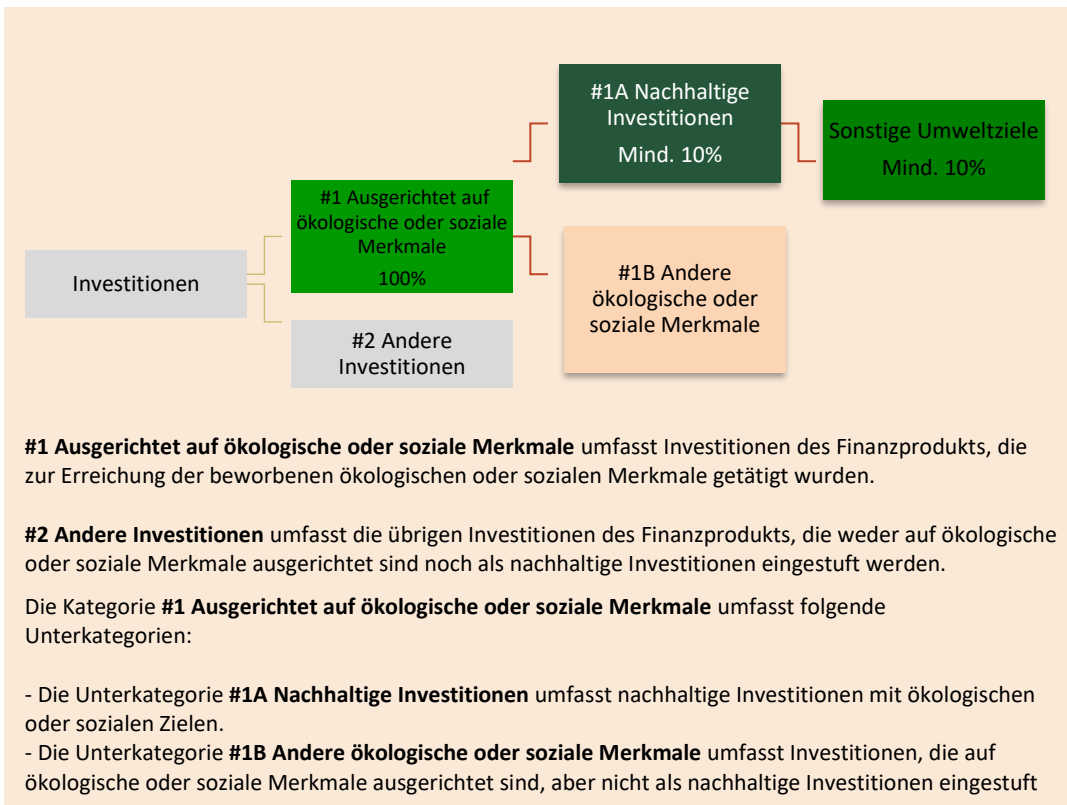 #1A Nachhaltige
Investitionen
Mind. 10%
Sonstige Umweltziele
Mind. 10%
#1 Ausgerichtet auf
ökologische oder soziale
Merkmale
100%
Investitionen
#1B Andere
ökologische oder
soziale Merkmale
#2 Andere
Investitionen
#1 Ausgerichtet auf ökologische oder soziale Merkmale umfasst Investitionen des Finanzprodukts, die
zur Erreichung der beworbenen ökologischen oder sozialen Merkmale getätigt wurden.
#2 Andere Investitionen umfasst die übrigen Investitionen des Finanzprodukts, die weder auf ökologische
oder soziale Merkmale ausgerichtet sind noch als nachhaltige Investitionen eingestuft werden.
Die Kategorie #1 Ausgerichtet auf ökologische oder soziale Merkmale umfasst folgende
Unterkategorien:
- Die Unterkategorie #1A Nachhaltige Investitionen umfasst nachhaltige Investitionen mit ökologischen
oder sozialen Zielen.
- Die Unterkategorie #1B Andere ökologische oder soziale Merkmale umfasst Investitionen, die auf
ökologische oder soziale Merkmale ausgerichtet sind, aber nicht als nachhaltige Investitionen eingestuft